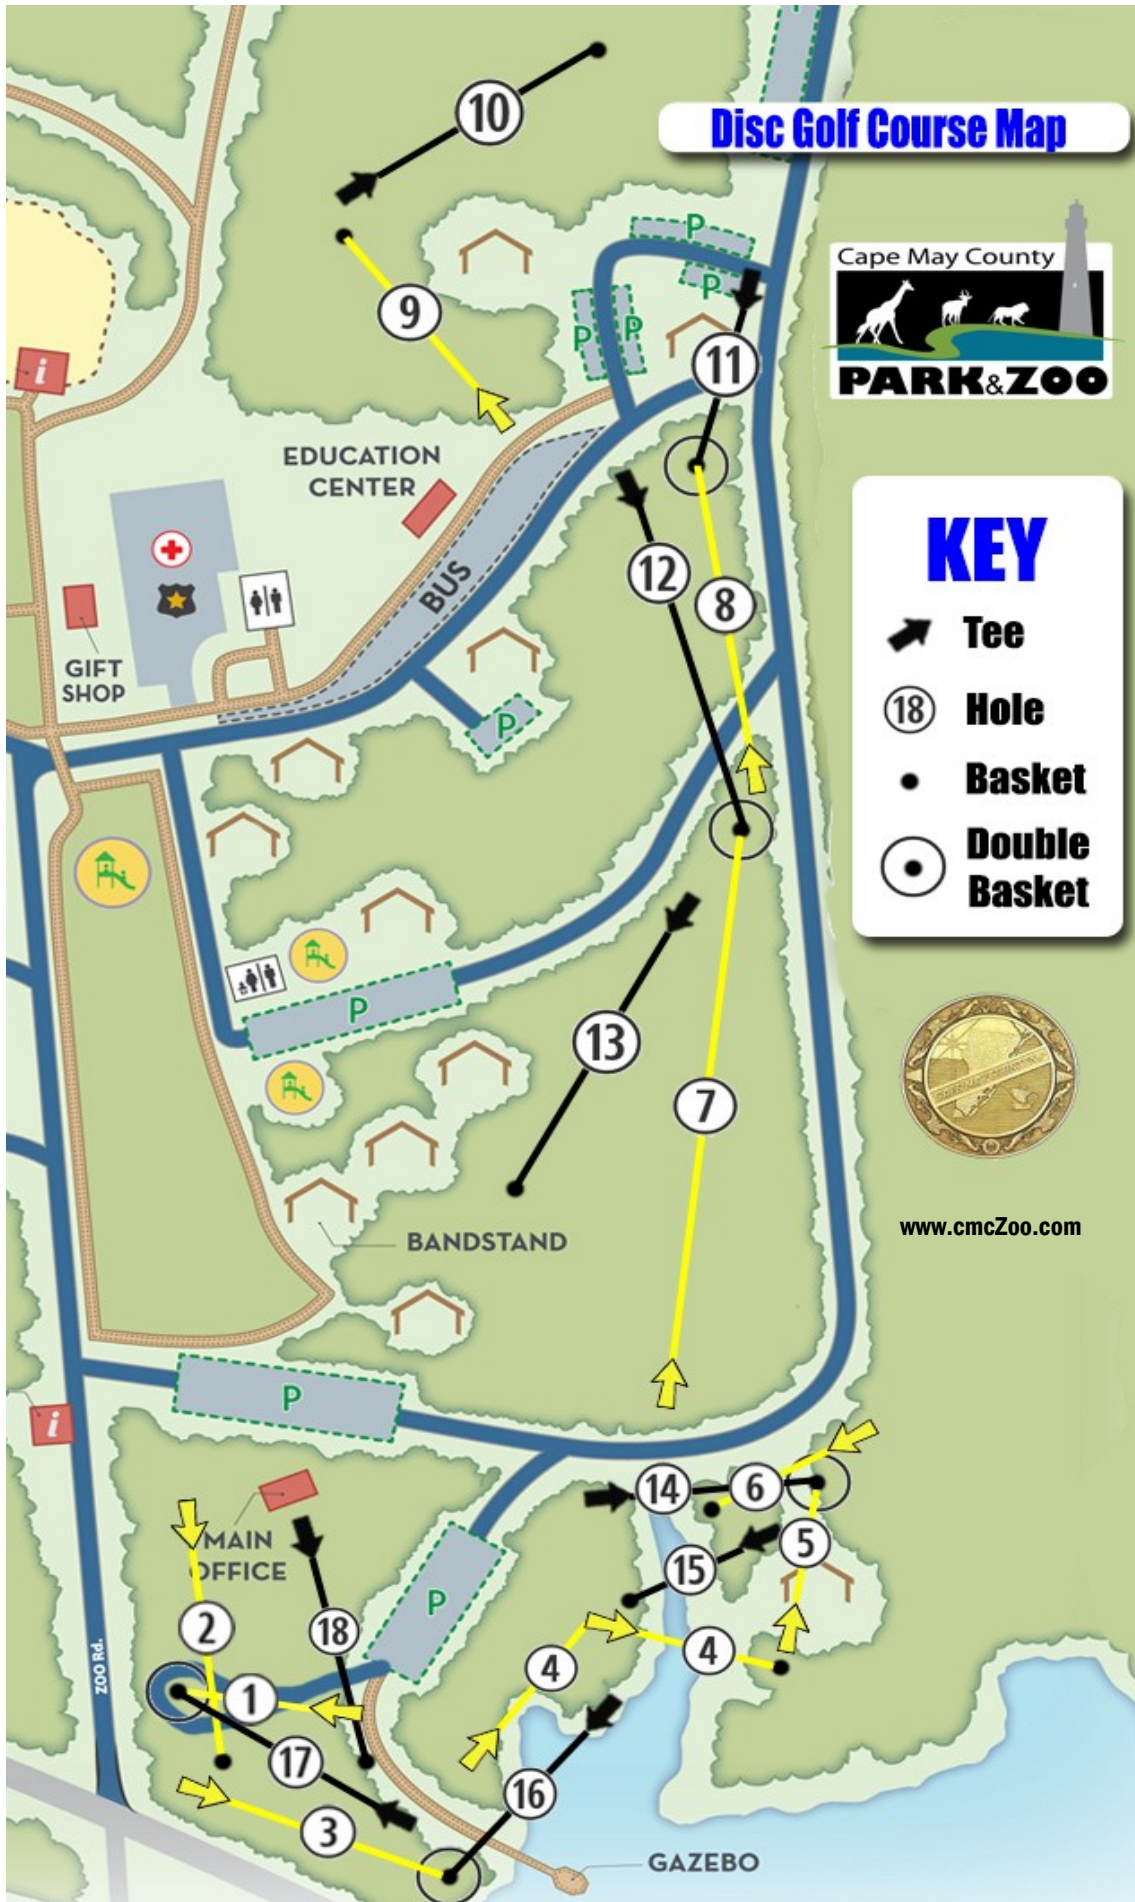 10
Disc Golf Course Map
P
Cape May County
PARK&ZOO
9
P
P
P
11
i
EDUCATION
CENTER
KEY
Tee
18 Hole
Basket
Double
Basket
12
8
BUS
GIFT
SHOP
P
P
13
7
www.cmcZoo.com
BANDSTAND
P
i
14
6
MAIN
OFFICE
15
5
P
2
18
4
4
ZOO Rd.
1
17
16
3
GAZEBO